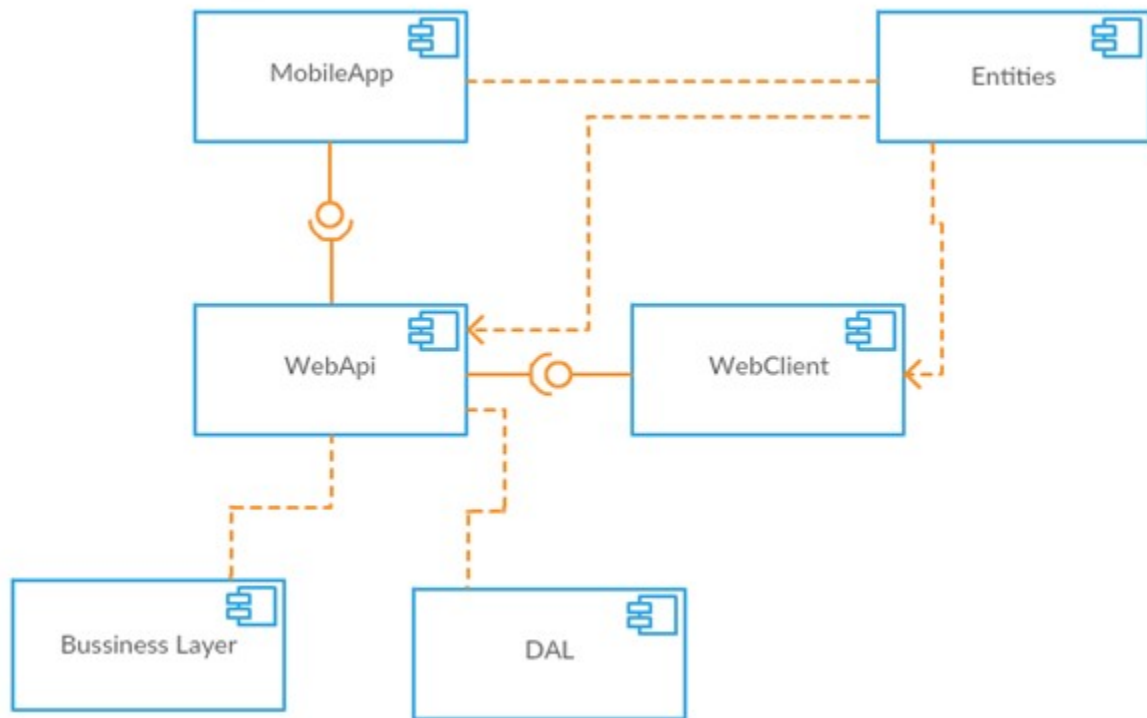 MobileApp
Entities
WebApi
WebClient
Bussiness Layer
DAL